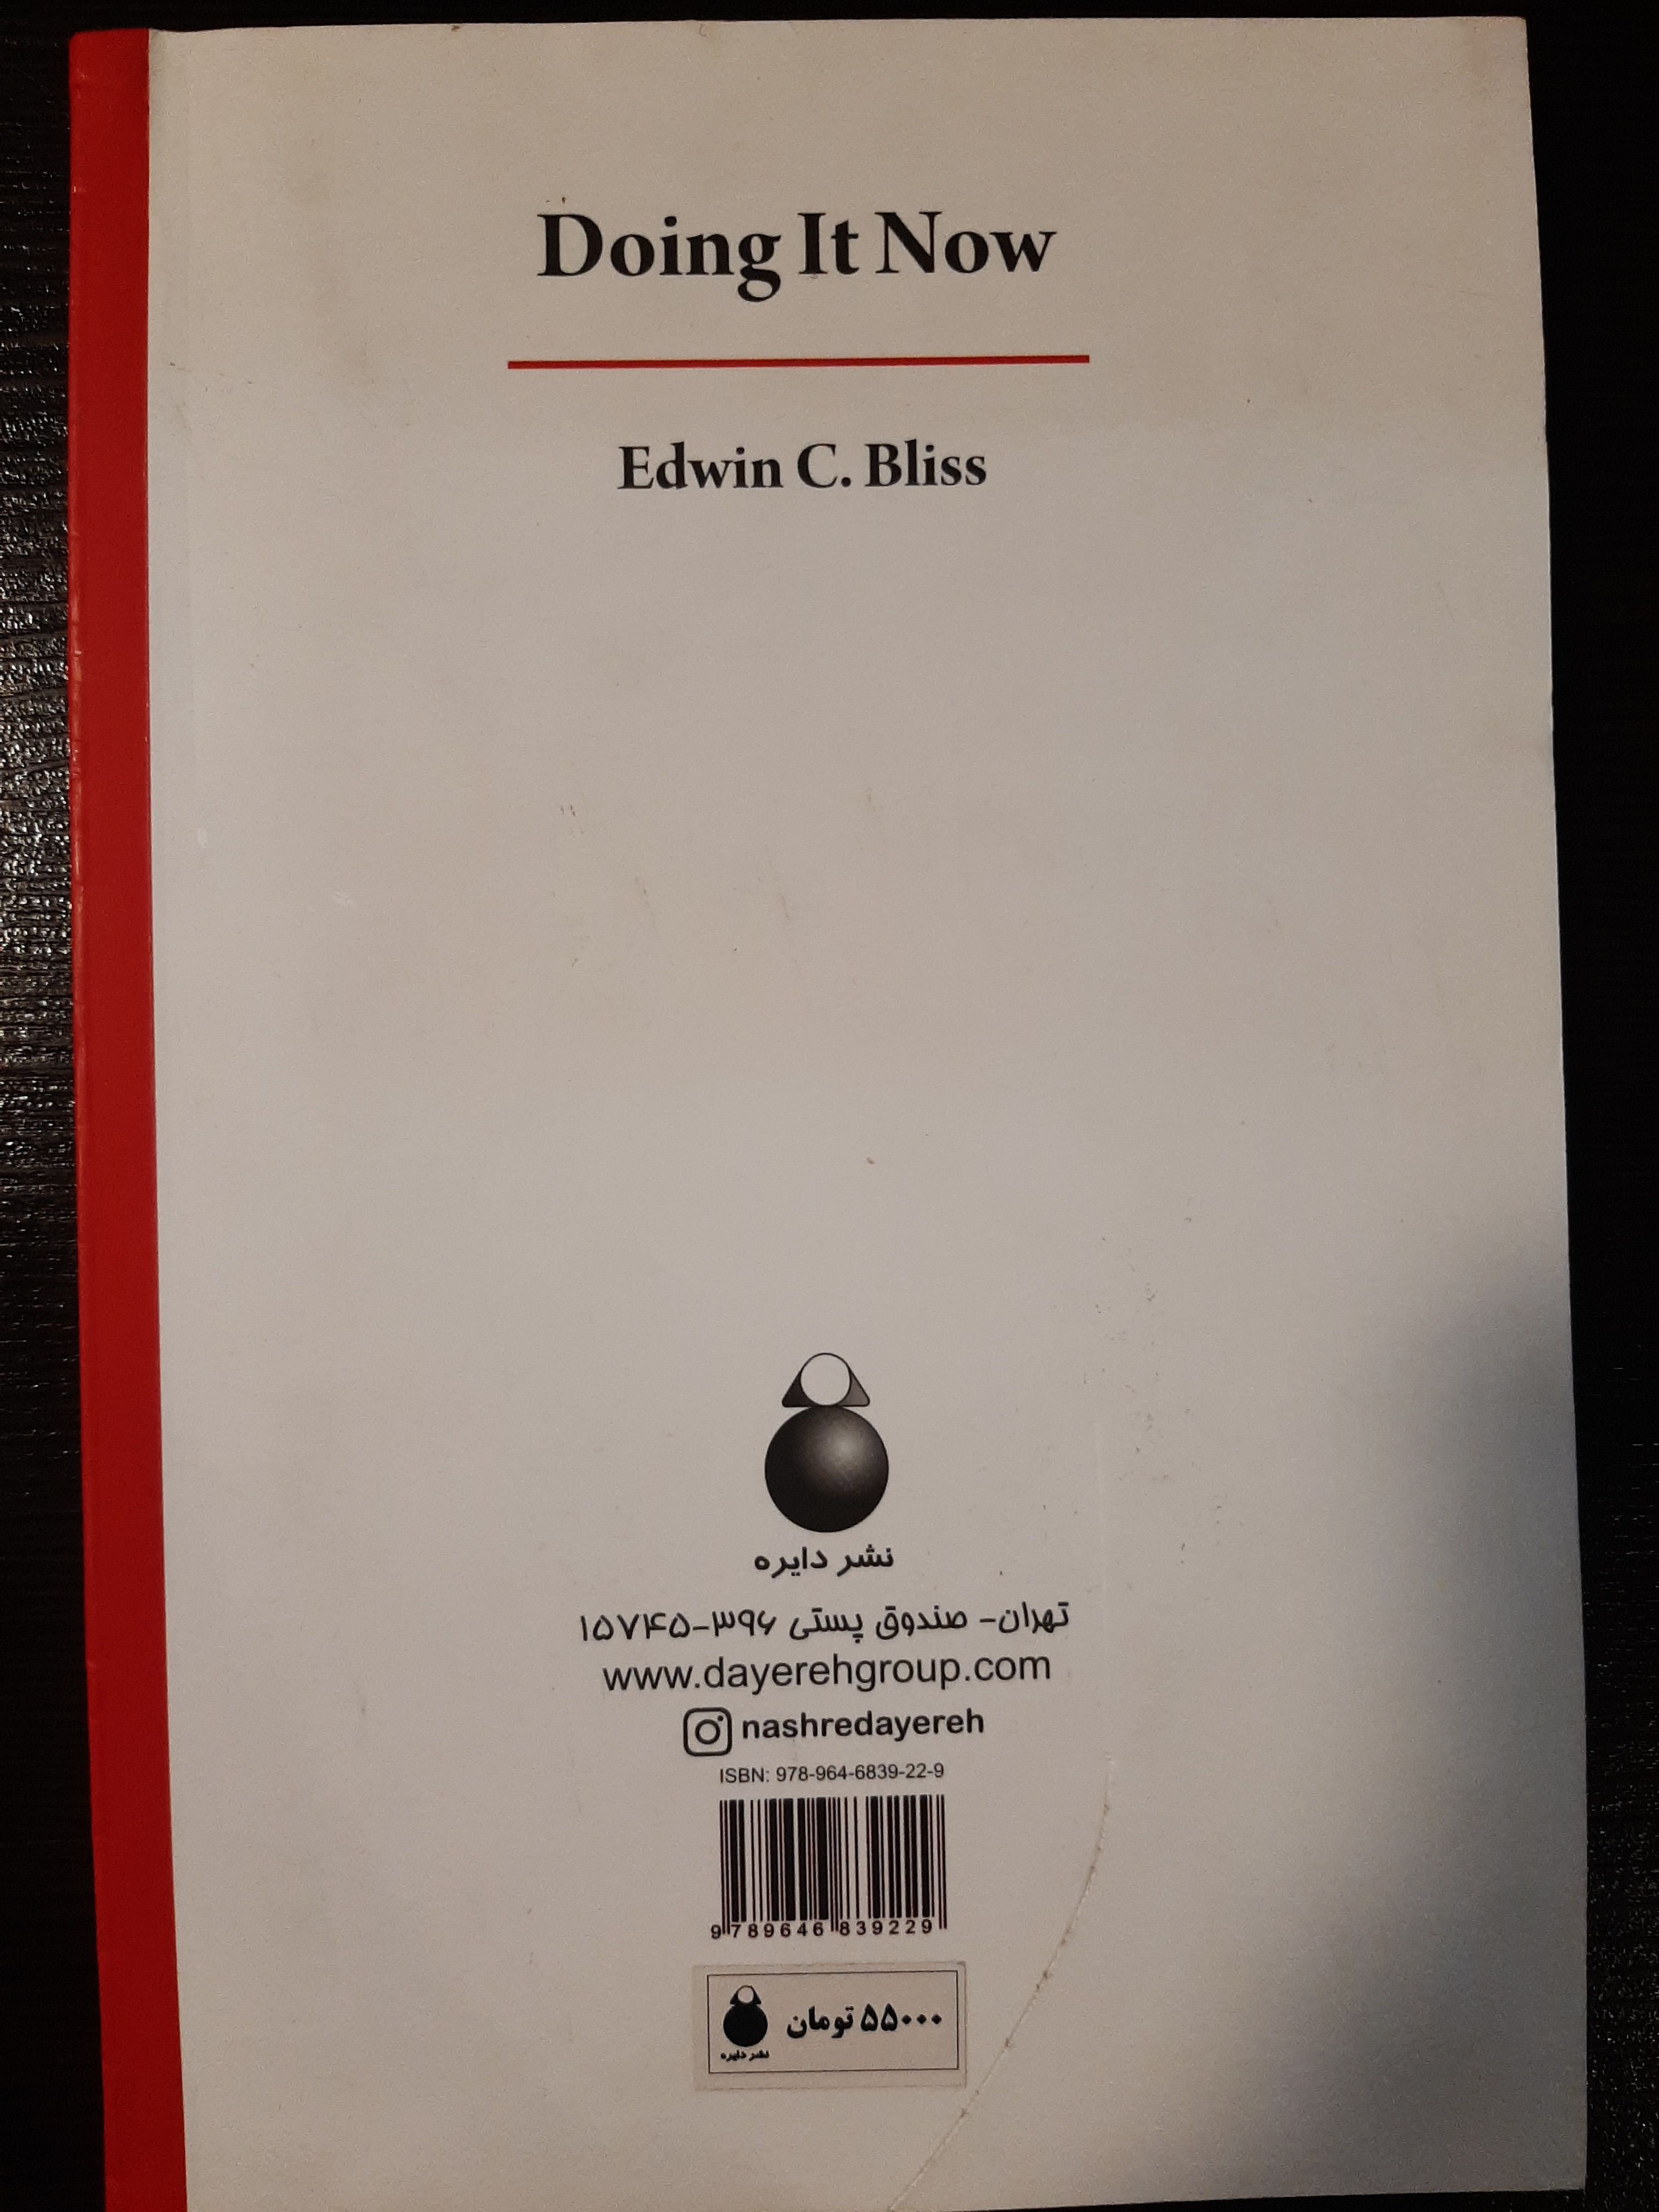 Doing It Now
Edwin C. Bliss
نشر دایره
تهران- صندوق پستی ۳۹۶-۱۵۷۴۵
www.dayerehgroup.com
nashredayereh
ISBN: 978-964-6839-22-9
9 789646 839229
۵۵۰۰۰ تومان
نشر دایره